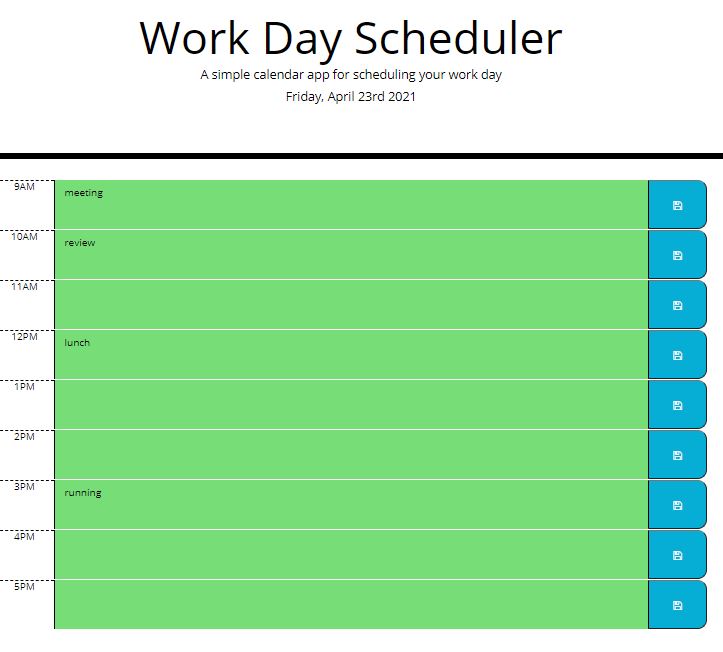 Work Day Scheduler
A simple calendar app for scheduling your work day
Friday, April 23rd 2021
9AM
meeting
10AM
review
11AM
12PM
lunch
1PM
2PM
3PM
running
4PM
5PM